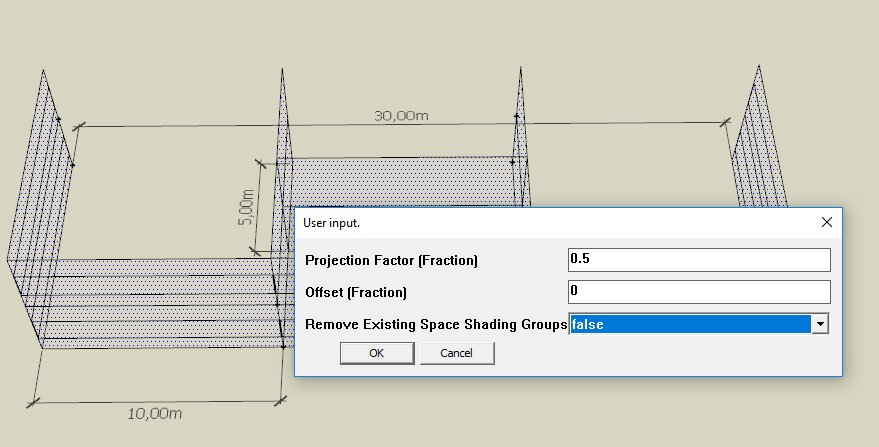 30,00m
5,00m
User input.
Projection Factor (Fraction) 0.5
Offset (Fraction) 0
Remove Existing Space Shading Groups false
OK Cancel
10,00m